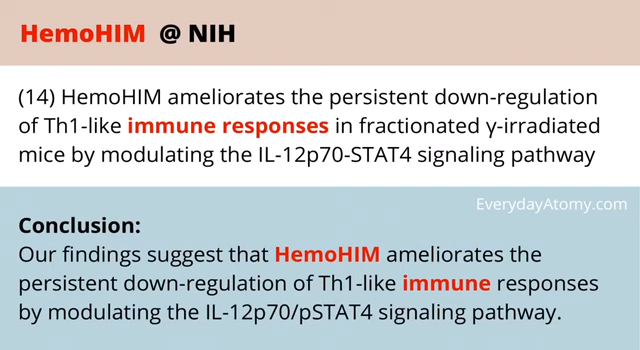 HemoHIM @ NIH
(14) HemoHIM ameliorates the persistent down-regulation
of Th1-like immune responses in fractionated γ-irradiated
mice by modulating the IL-12p70-STAT4 signaling pathway
EverydayAtomy.com
Conclusion:
Our findings suggest that HemoHIM ameliorates the
persistent down-regulation of Th1-like immune responses
by modulating the IL-12p70/pSTAT4 signaling pathway.